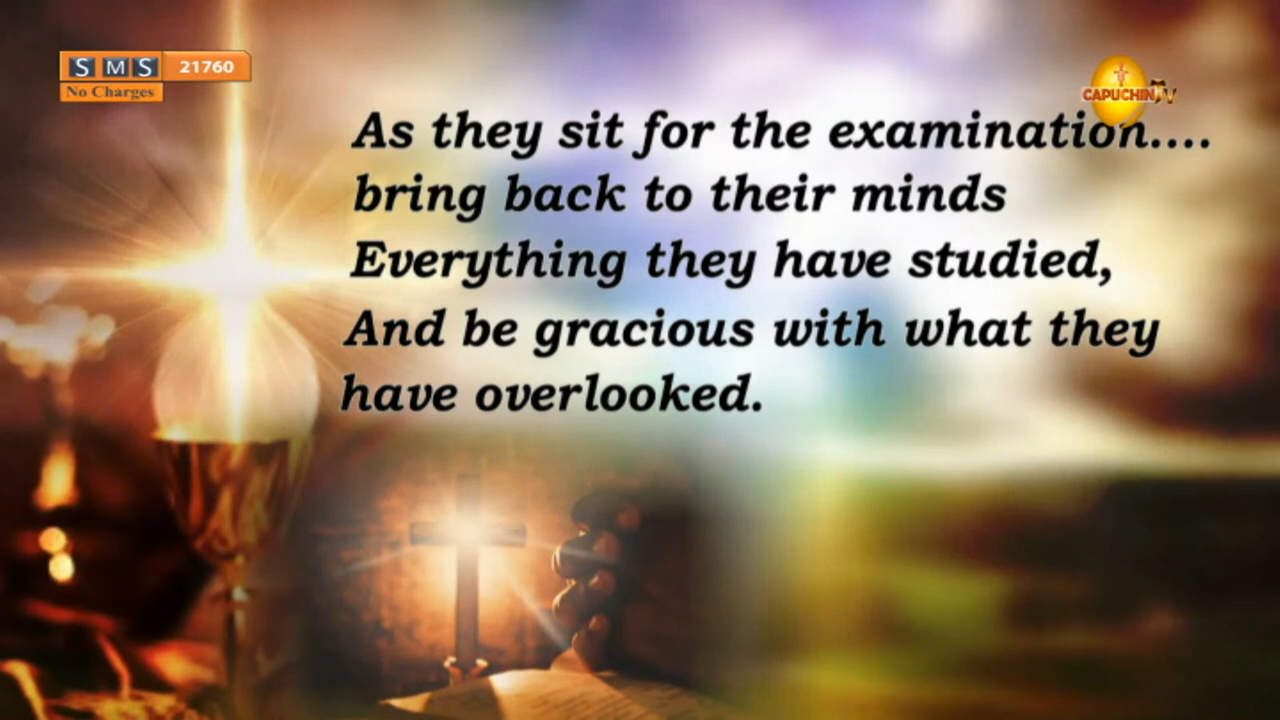 SMS 21760
No Charges
CAPUCHIN TV
As they sit for the examination....
bring back to their minds
Everything they have studied,
And be gracious with what they
have overlooked.